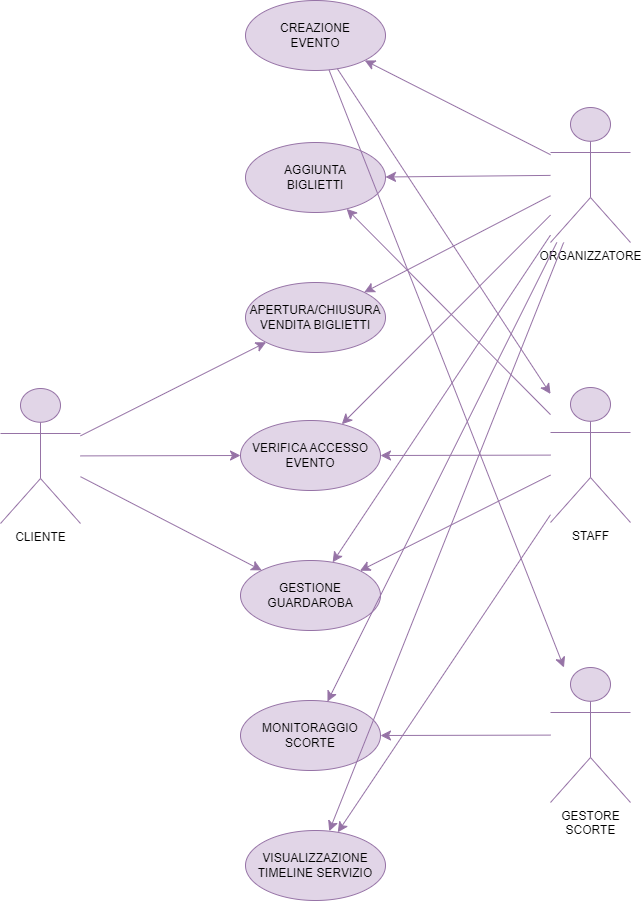 CREAZIONE
EVENTO
AGGIUNTA
BIGLIETTI
ORGANIZZATORE
APERTURA/CHIUSURA
VENDITA BIGLIETTI
VERIFICA ACCESSO
EVENTO
CLIENTE
STAFF
GESTIONE
GUARDAROBA
MONITORAGGIO
SCORTE
GESTORE
SCORTE
VISUALIZZAZIONE
TIMELINE SERVIZIO